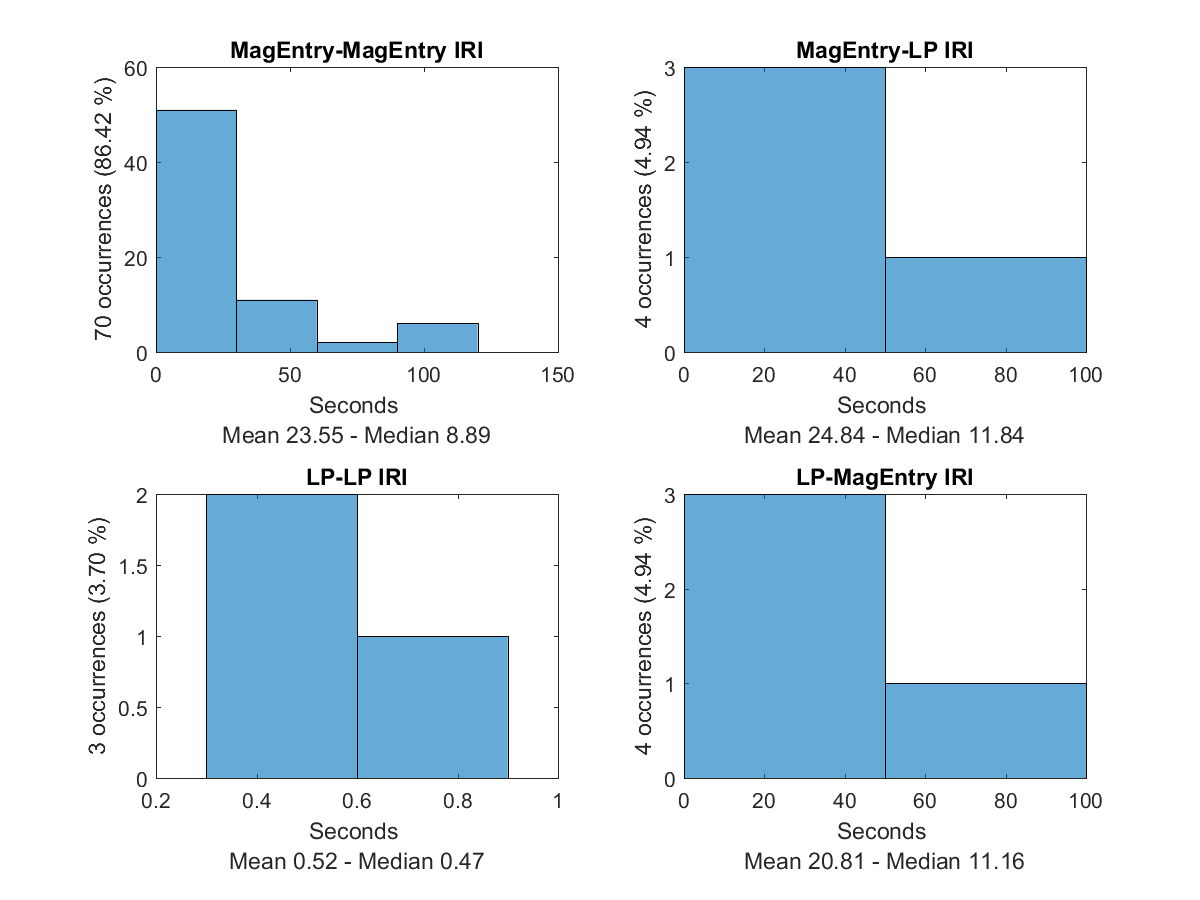 MagEntry-MagEntry IRI
70 occurrences (86.42 %)
60
40
20
0
0 50 100 150
Seconds
Mean 23.55 - Median 8.89
MagEntry-LP IRI
4 occurrences (4.94 %)
3
2
1
0
0 20 40 60 80 100
Seconds
Mean 24.84 - Median 11.84
LP-LP IRI
3 occurrences (3.70 %)
2
1.5
1
0.5
0
0.2 0.4 0.6 0.8 1
Seconds
Mean 0.52 - Median 0.47
LP-MagEntry IRI
4 occurrences (4.94 %)
3
2
1
0
0 20 40 60 80 100
Seconds
Mean 20.81 - Median 11.16